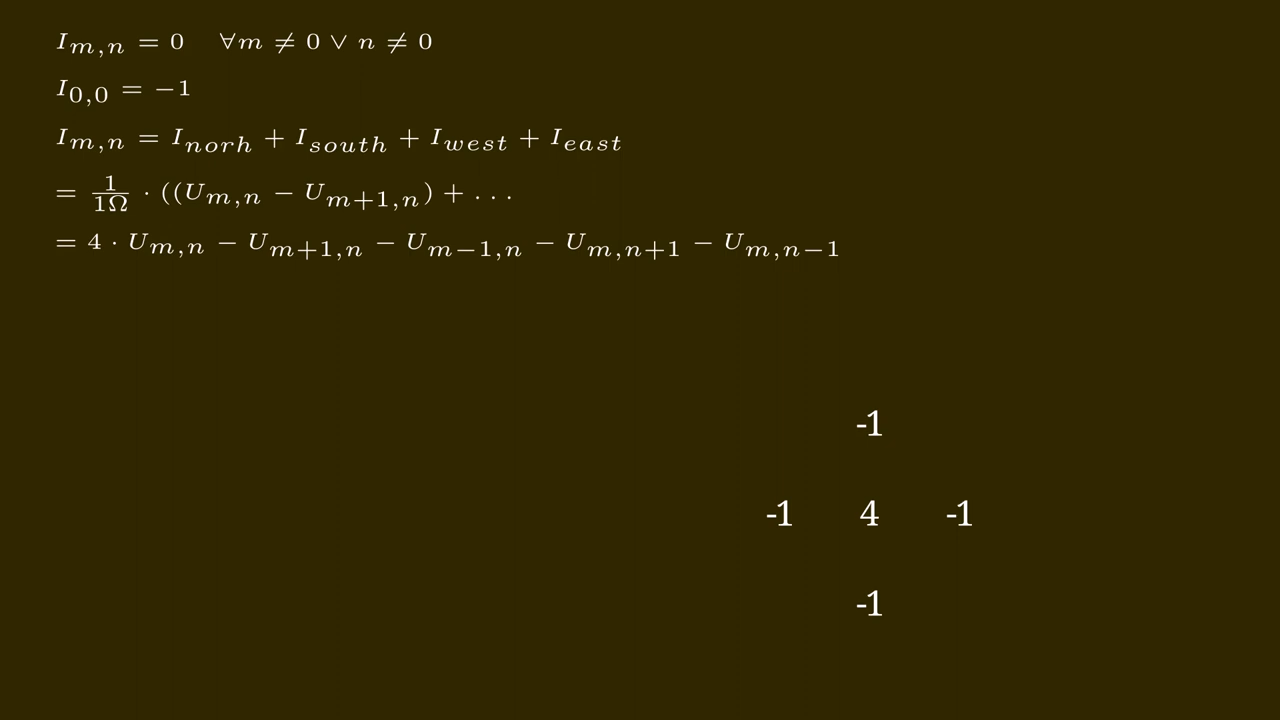 I_{m,n} = 0 ∀m ≠ 0 ∨ n ≠ 0
I_{0,0} = −1
I_{m,n} = I_{norh} + I_{south} + I_{west} + I_{east}
= \frac{1}{1Ω} · ((U_{m,n} − U_{m+1,n}) + . . .
= 4 · U_{m,n} − U_{m+1,n} − U_{m−1,n} − U_{m,n+1} − U_{m,n−1}
-1
-1 4 -1
-1